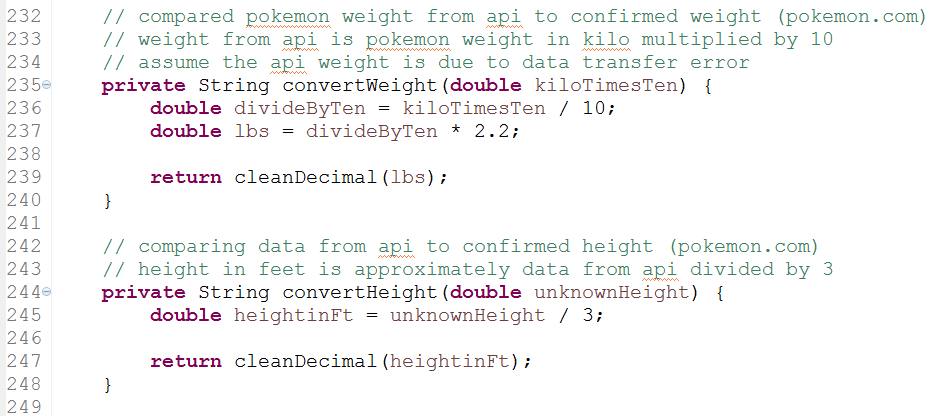 232 // compared pokemon weight from api to confirmed weight (pokemon.com)
233 // weight from api is pokemon weight in kilo multiplied by 10
234 // assume the api weight is due to data transfer error
235 private String convertWeight(double kiloTimesTen) {
236 double divideByTen = kiloTimesTen / 10;
237 double lbs = divideByTen * 2.2;
238
239 return cleanDecimal(lbs);
240 }
241
242 // comparing data from api to confirmed height (pokemon.com)
243 // height in feet is approximately data from api divided by 3
244 private String convertHeight(double unknownHeight) {
245 double heightinFt = unknownHeight / 3;
246
247 return cleanDecimal(heightinFt);
248 }
249